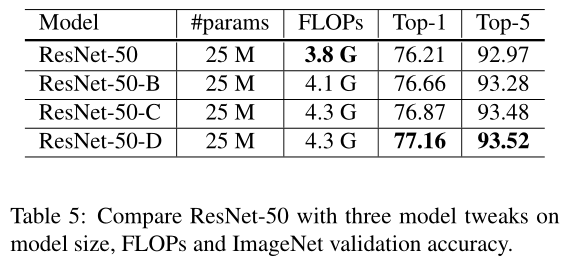 Model #params FLOPs Top-1 Top-5
ResNet-50 25 M 3.8 G 76.21 92.97
ResNet-50-B 25 M 4.1 G 76.66 93.28
ResNet-50-C 25 M 4.3 G 76.87 93.48
ResNet-50-D 25 M 4.3 G 77.16 93.52
Table 5: Compare ResNet-50 with three model tweaks on
model size, FLOPs and ImageNet validation accuracy.